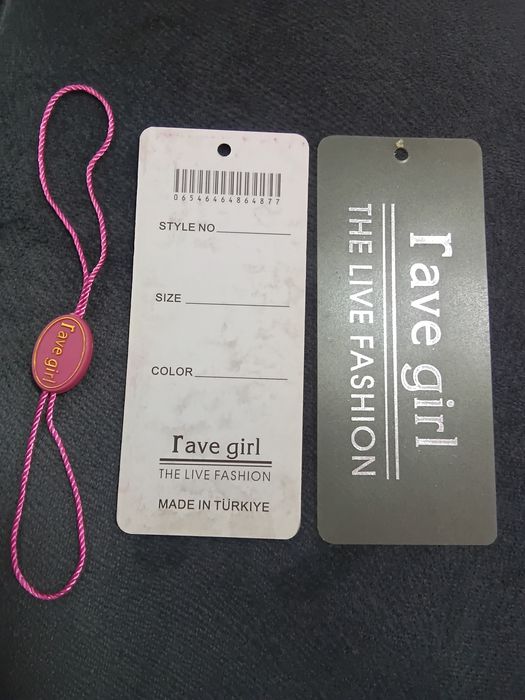 rave girl
06546464864877
STYLE NO
SIZE
COLOR
rave girl
THE LIVE FASHION
MADE IN TÜRKIYE
rave girl
THE LIVE FASHION